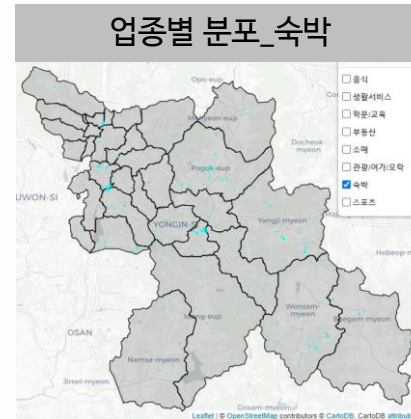 업종별 분포_숙박
Opo-eup
음식
생활서비스
학문/교육
부동산
소매
관광/여가/오락
숙박
스포츠
Docheok-
myeon
Pogok-eup
UWON-SI
YONGIN-SI
Yangji-myeon
Hobeop-m
Idong-eup
Wonsam-
myeon
Baegam-myeon
OSAN
Namsa-myeon
Jinwi-myeon
Gosam-myeon
Leaflet | © OpenStreetMap contributors © CartoDB, CartoDB attributi